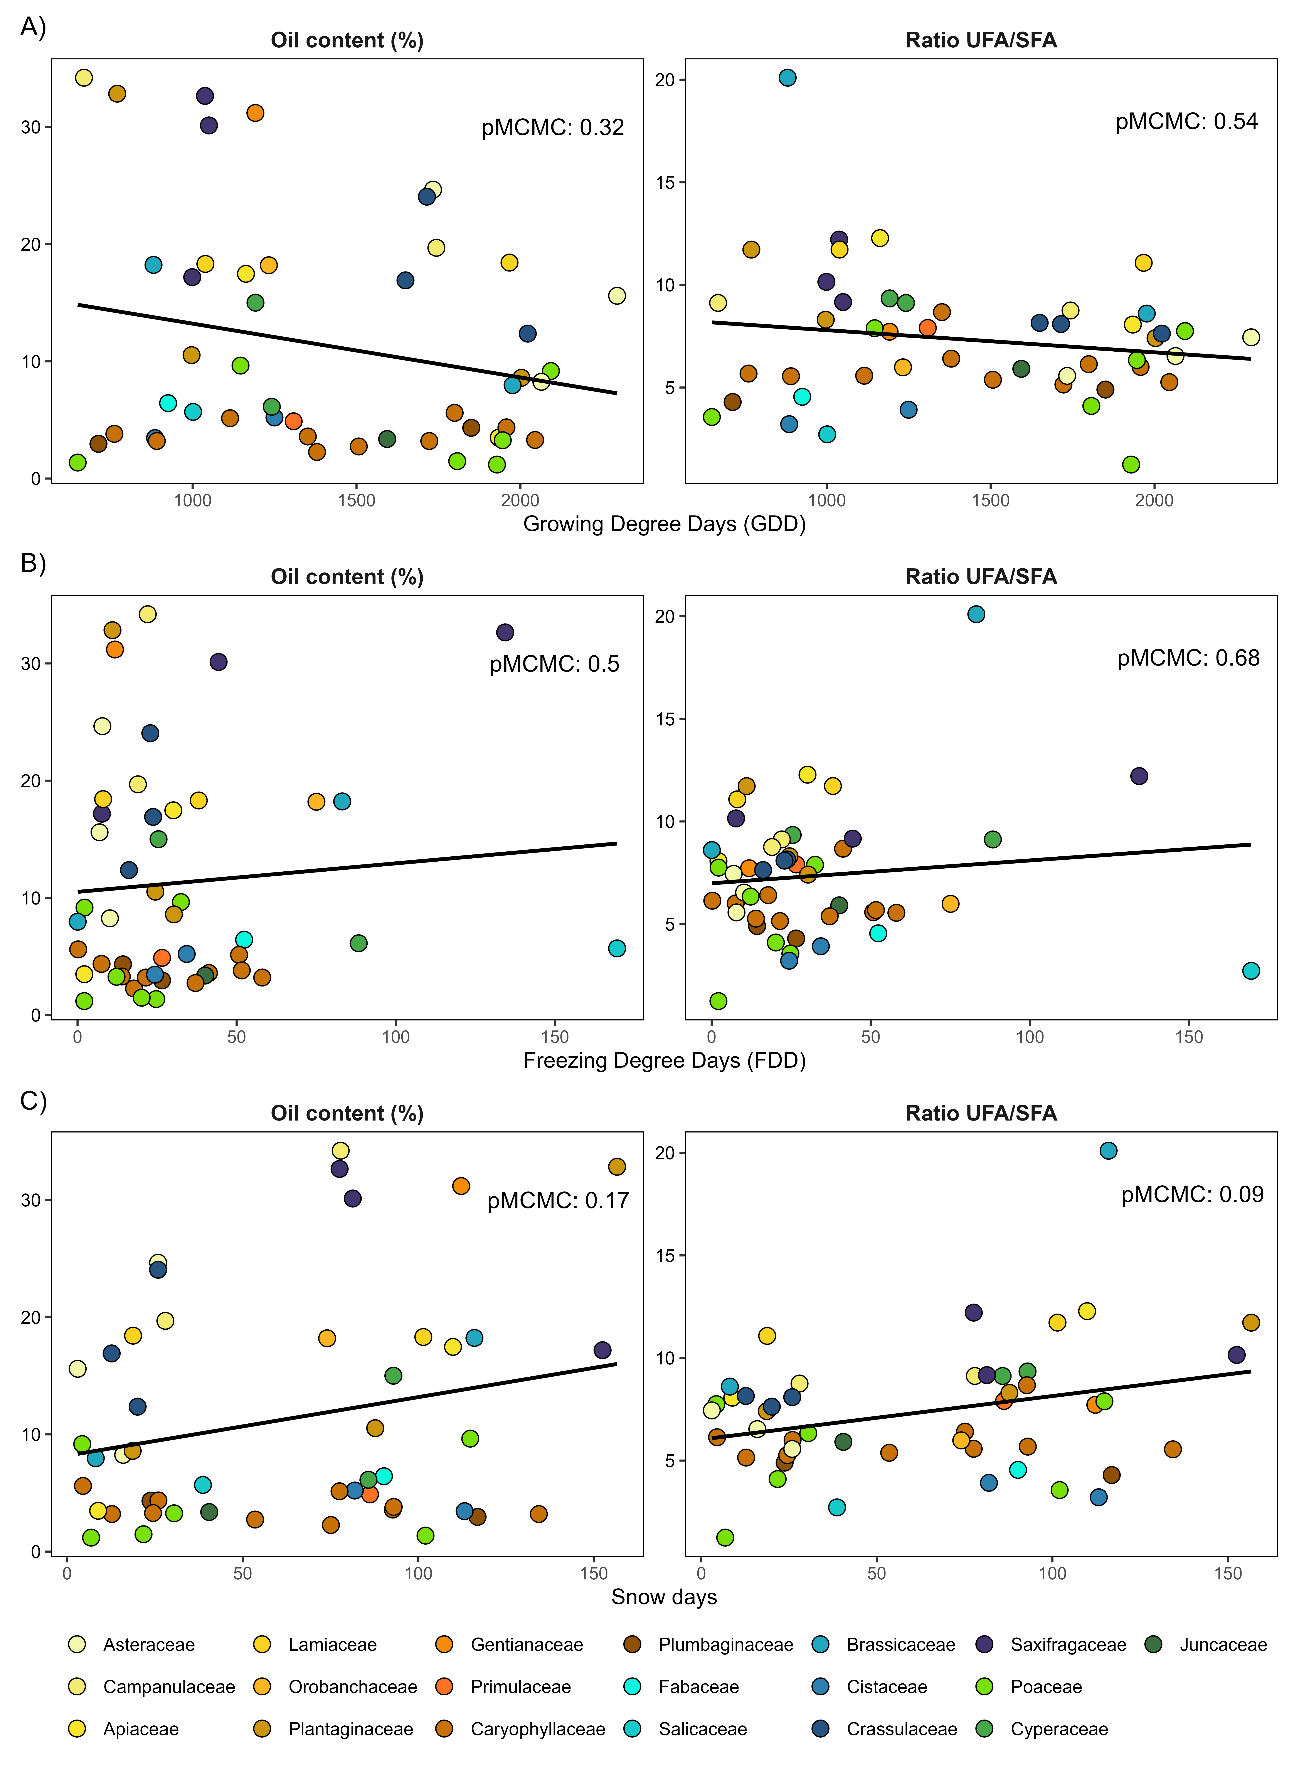 A)
Oil content (%) Ratio UFA/SFA
pMCMC: 0.32 pMCMC: 0.54
30
20
10
0
20
15
10
5
1000 1500 2000 1000 1500 2000
Growing Degree Days (GDD)
B)
Oil content (%) Ratio UFA/SFA
pMCMC: 0.5 pMCMC: 0.68
30
20
10
0
20
15
10
5
0 50 100 150 0 50 100 150
Freezing Degree Days (FDD)
C)
Oil content (%) Ratio UFA/SFA
pMCMC: 0.17 pMCMC: 0.09
30
20
10
0
20
15
10
5
0 50 100 150 0 50 100 150
Snow days
Asteraceae Lamiaceae Gentianaceae Plumbaginaceae Brassicaceae Saxifragaceae Juncaceae
Campanulaceae Orobanchaceae Primulaceae Fabaceae Cistaceae Poaceae
Apiaceae Plantaginaceae Caryophyllaceae Salicaceae Crassulaceae Cyperaceae